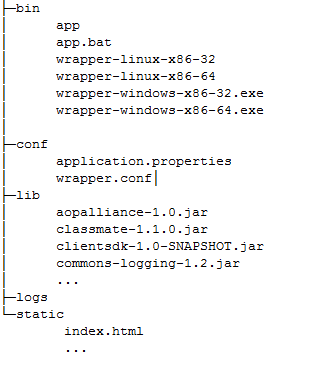 bin
app
app.bat
wrapper-linux-x86-32
wrapper-linux-x86-64
wrapper-windows-x86-32.exe
wrapper-windows-x86-64.exe
conf
application.properties
wrapper.conf
lib
aopalliance-1.0.jar
classmate-1.1.0.jar
clientsdk-1.0-SNAPSHOT.jar
commons-logging-1.2.jar
...
logs
static
index.html
...